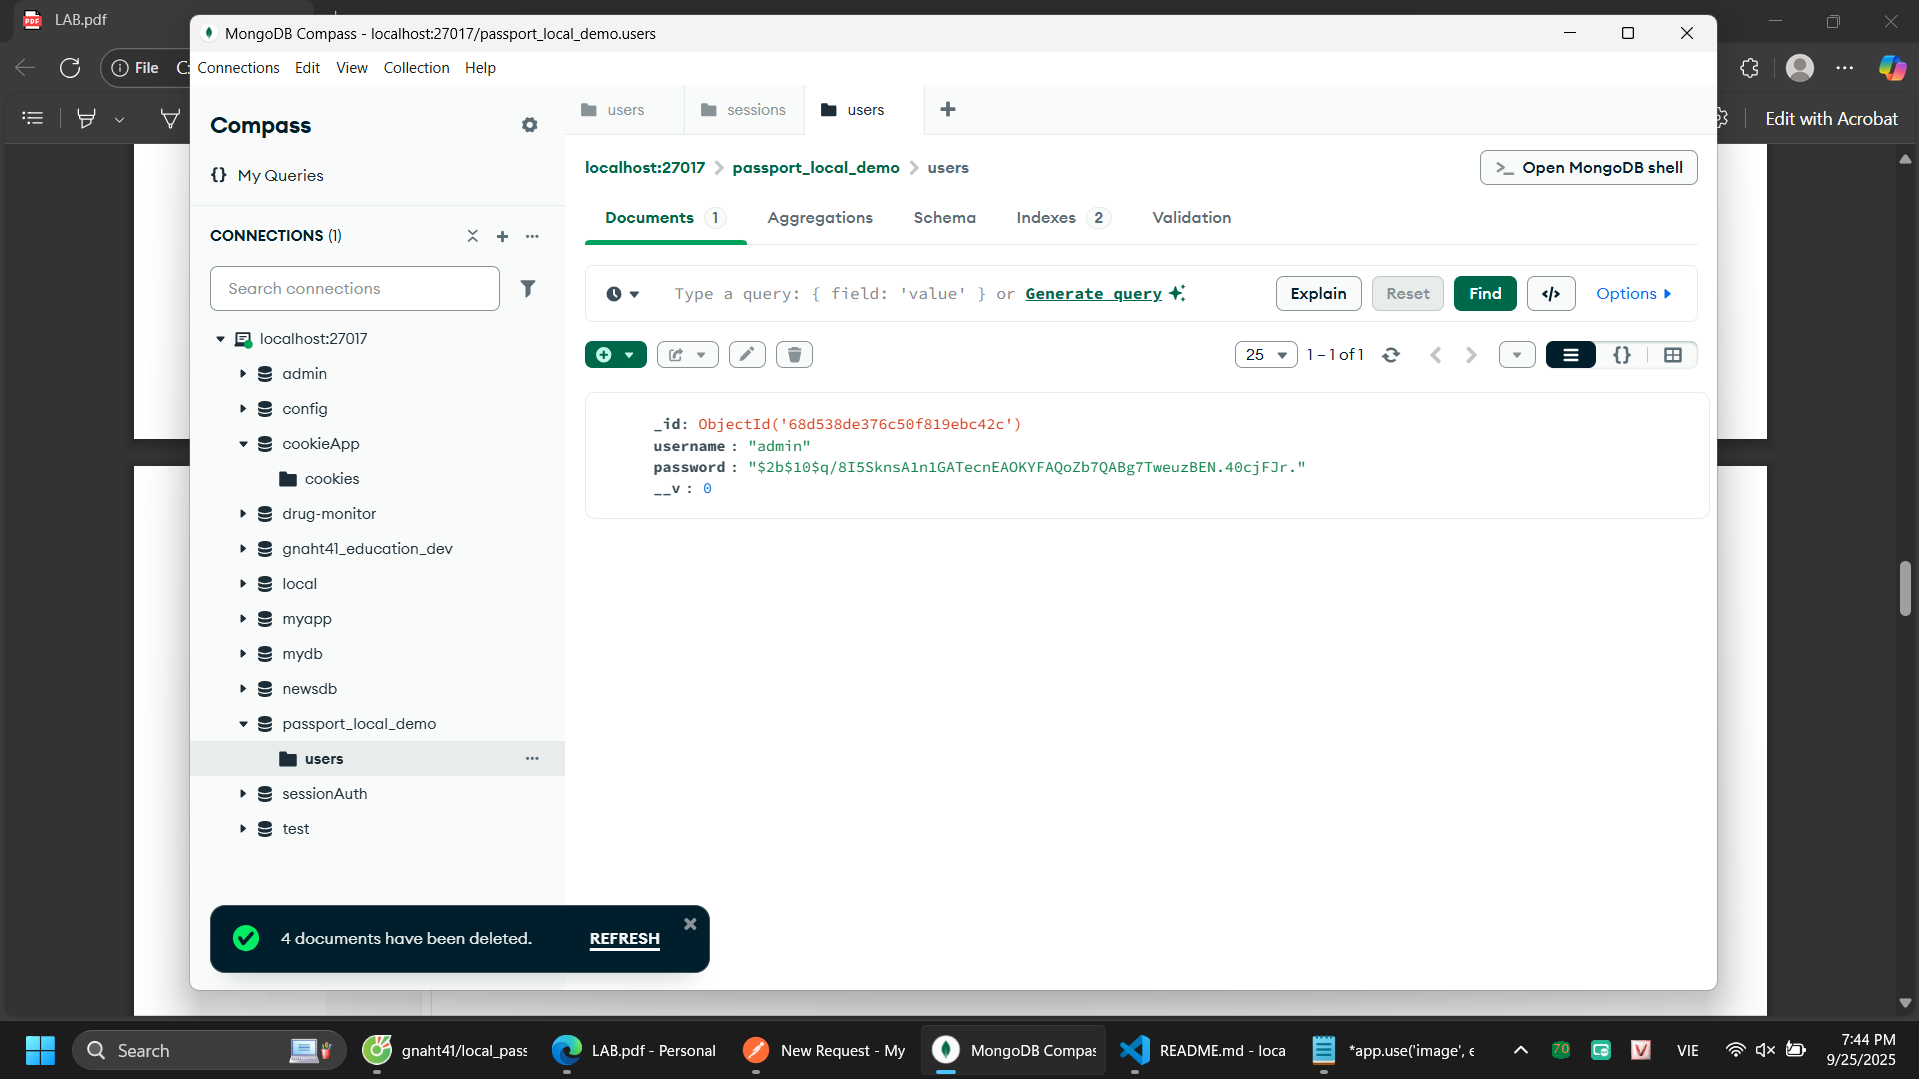 LAB.pdf
File
MongoDB Compass - localhost:27017/passport_local_demo.users
Connections Edit View Collection Help
Edit with Acrobat
Compass
My Queries
CONNECTIONS (1)
Search connections
localhost:27017
admin
config
cookieApp
cookies
drug-monitor
gnaht41_education_dev
local
myapp
mydb
newsdb
passport_local_demo
users
sessionAuth
test
users
sessions
users
localhost:27017 > passport_local_demo > users
>_ Open MongoDB shell
Documents 1 Aggregations Schema Indexes 2 Validation
Type a query: { field: 'value' } or Generate query
Explain Reset Find </> Options
25 1 – 1 of 1 {}
_id: ObjectId('68d538de376c50f819ebc42c')
username : "admin"
password : "$2b$10$q/8I5SknsA1n1GATecnEAOKYFAQoZb7QABg7TweuzBEN.40cjFJr."
__v : 0
4 documents have been deleted. REFRESH
Search
gnaht41/local_pass
LAB.pdf - Personal
New Request - My
MongoDB Compas
README.md - loca
*app.use('image', e
70
VIE
7:44 PM
9/25/2025